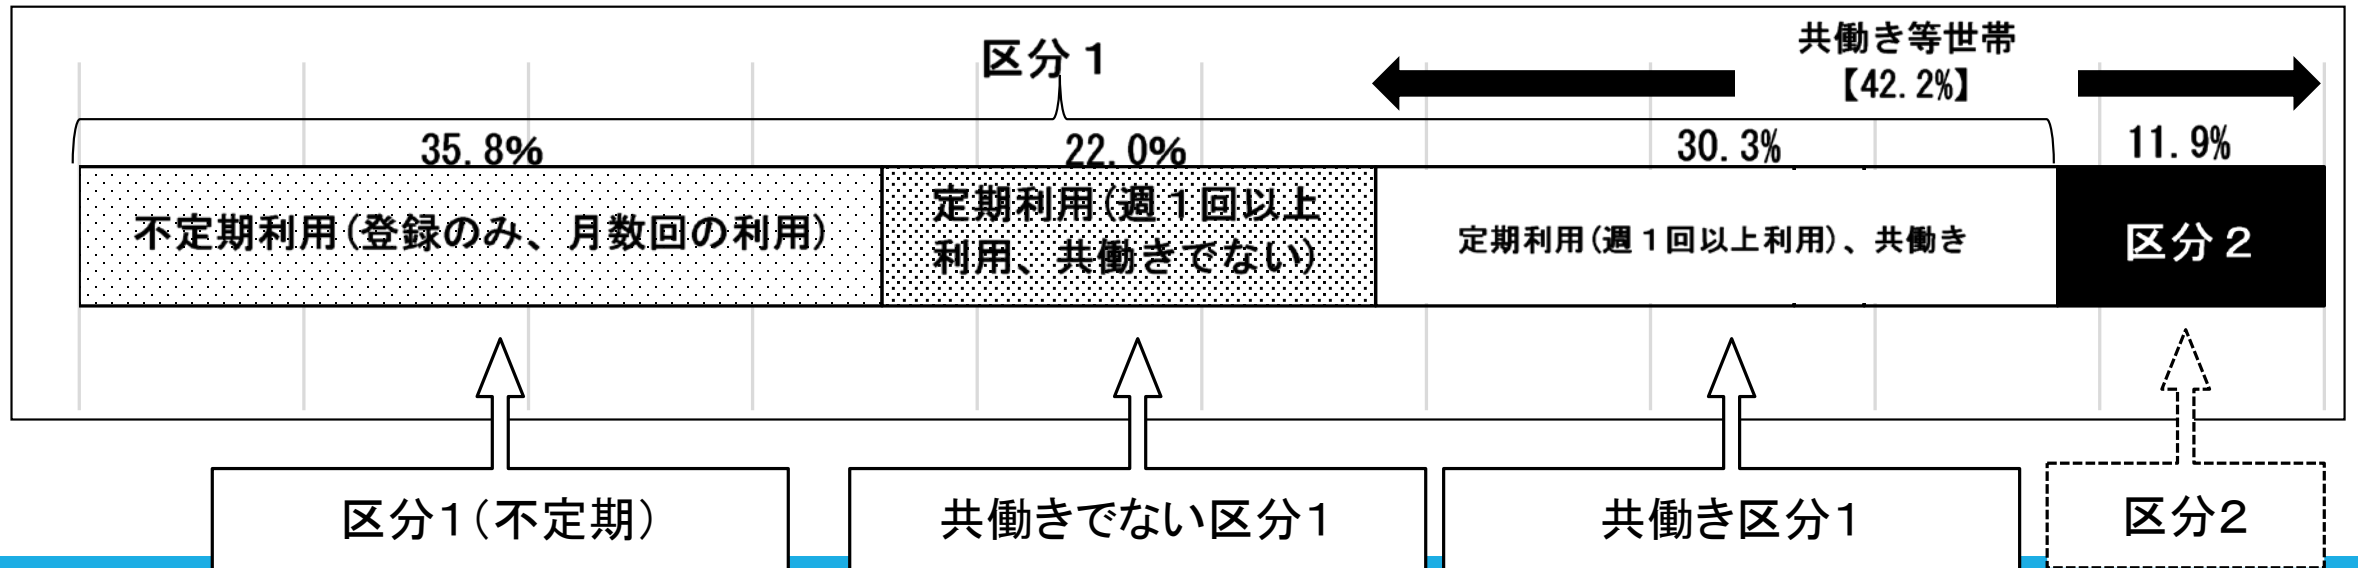 区分１
共働き等世帯
【42.2%】
35.8%
22.0%
30.3%
11.9%
不定期利用(登録のみ、月数回の利用)
定期利用(週１回以上
利用、共働きでない)
定期利用(週１回以上利用)、共働き
区分２
区分１(不定期)
共働きでない区分１
共働き区分１
区分２